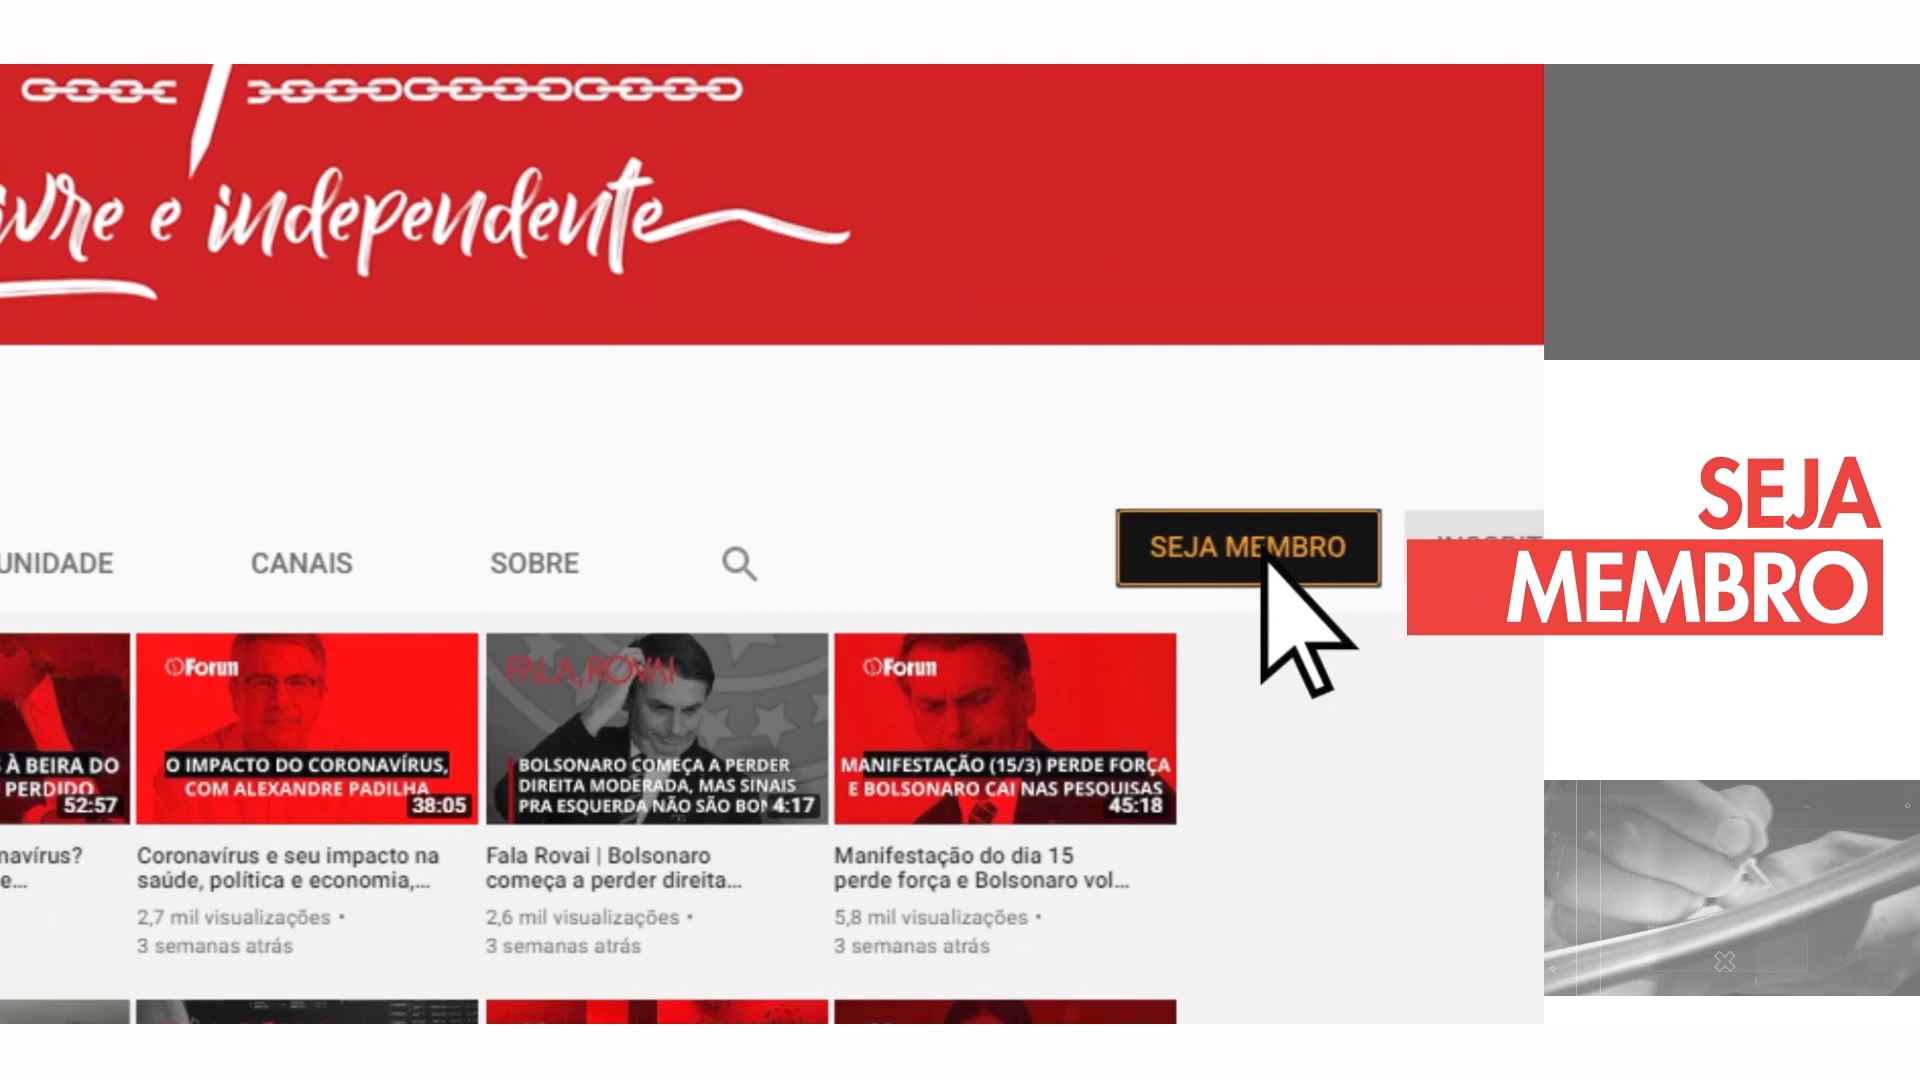 e independente
CANAIS
SOBRE
SEJA MEMBRO
SEJA
MEMBRO
À BEIRA DO
PERDIDO
52:57
Forum
O IMPACTO DO CORONAVÍRUS,
COM ALEXANDRE PADILHA
38:05
FALA, ROVAI
BOLSONARO COMEÇA A PERDER
DIREITA MODERADA, MAS SINAIS
PRA ESQUERDA NÃO SÃO
4:17
Forum
MANIFESTAÇÃO (15/3) PERDE FORÇA
E BOLSONARO CAI NAS PESQUISAS
45:18
Coronavírus e seu impacto na
saúde, política e economia,...
2,7 mil visualizações •
3 semanas atrás
Fala Rovai | Bolsonaro
começa a perder direita...
2,6 mil visualizações •
3 semanas atrás
Manifestação do dia 15
perde força e Bolsonaro vol...
5,8 mil visualizações •
3 semanas atrás